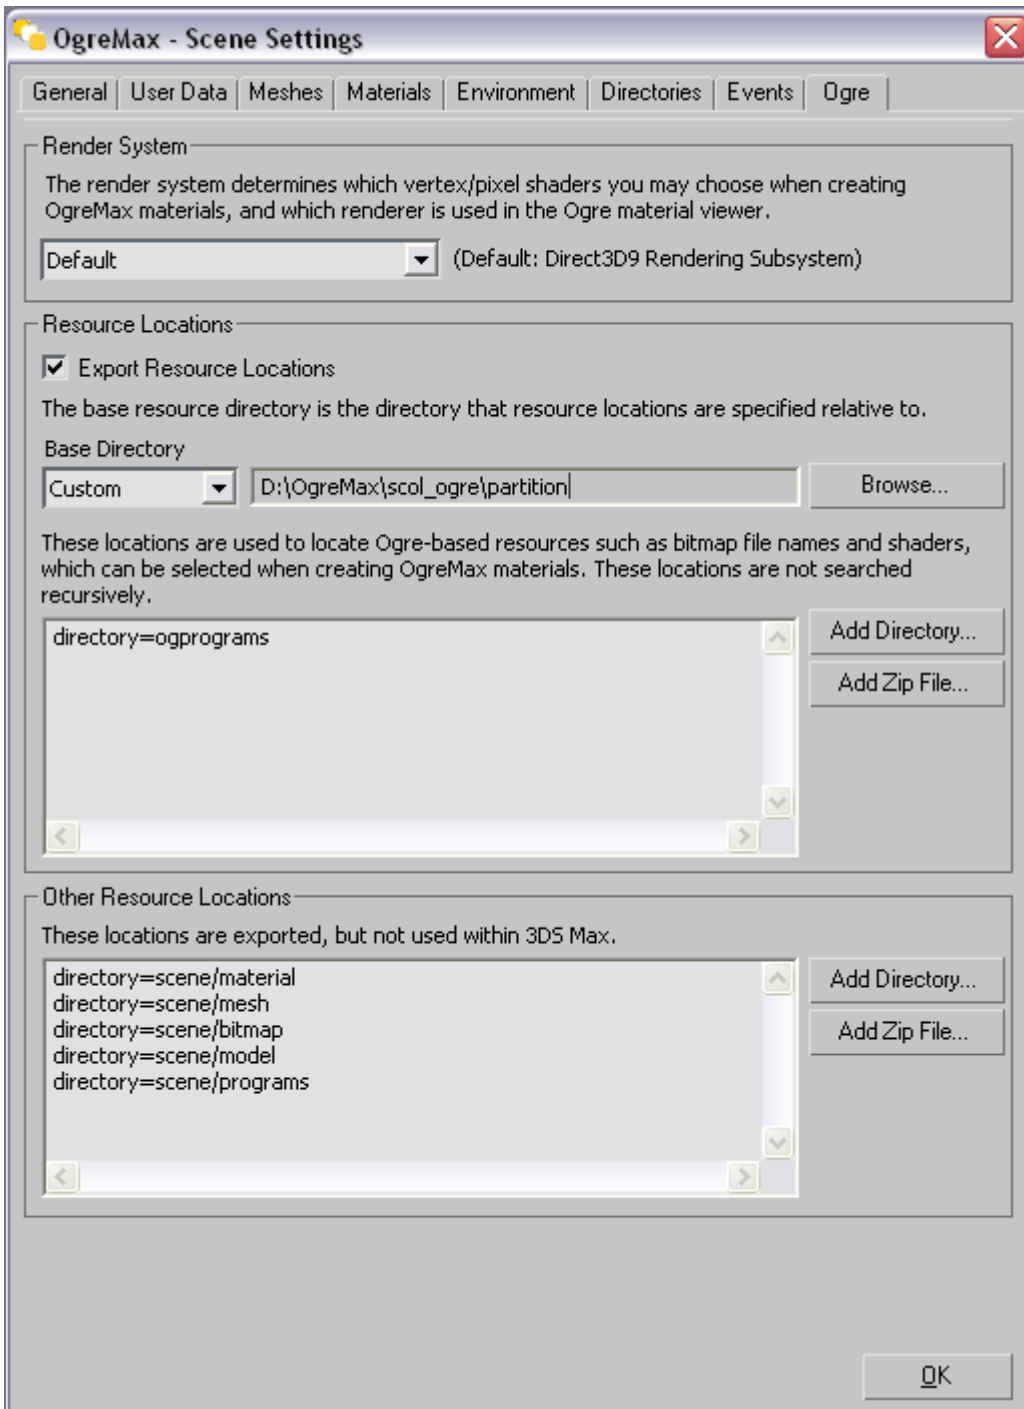 OgreMax - Scene Settings
General User Data Meshes Materials Environment Directories Events Ogre
Render System
The render system determines which vertex/pixel shaders you may choose when creating
OgreMax materials, and which renderer is used in the Ogre material viewer.
Default (Default: Direct3D9 Rendering Subsystem)
Resource Locations
Export Resource Locations
The base resource directory is the directory that resource locations are specified relative to.
Base Directory
Custom D:\OgreMax\scol_ogre\partition Browse...
These locations are used to locate Ogre-based resources such as bitmap file names and shaders,
which can be selected when creating OgreMax materials. These locations are not searched
recursively.
directory=ogprograms Add Directory...
Add Zip File...
Other Resource Locations
These locations are exported, but not used within 3DS Max.
directory=scene/material Add Directory...
directory=scene/mesh
directory=scene/bitmap Add Zip File...
directory=scene/model
directory=scene/programs
OK